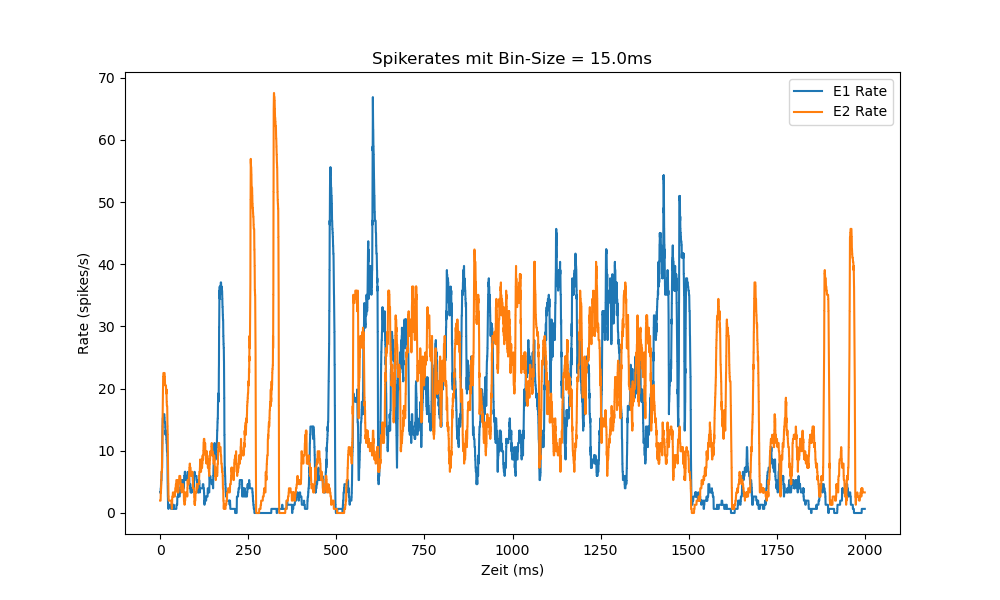 Spikerates mit Bin-Size = 15.0ms
E1 Rate
E2 Rate
Rate (spikes/s)
70
60
50
40
30
20
10
0
0 250 500 750 1000 1250 1500 1750 2000
Zeit (ms)